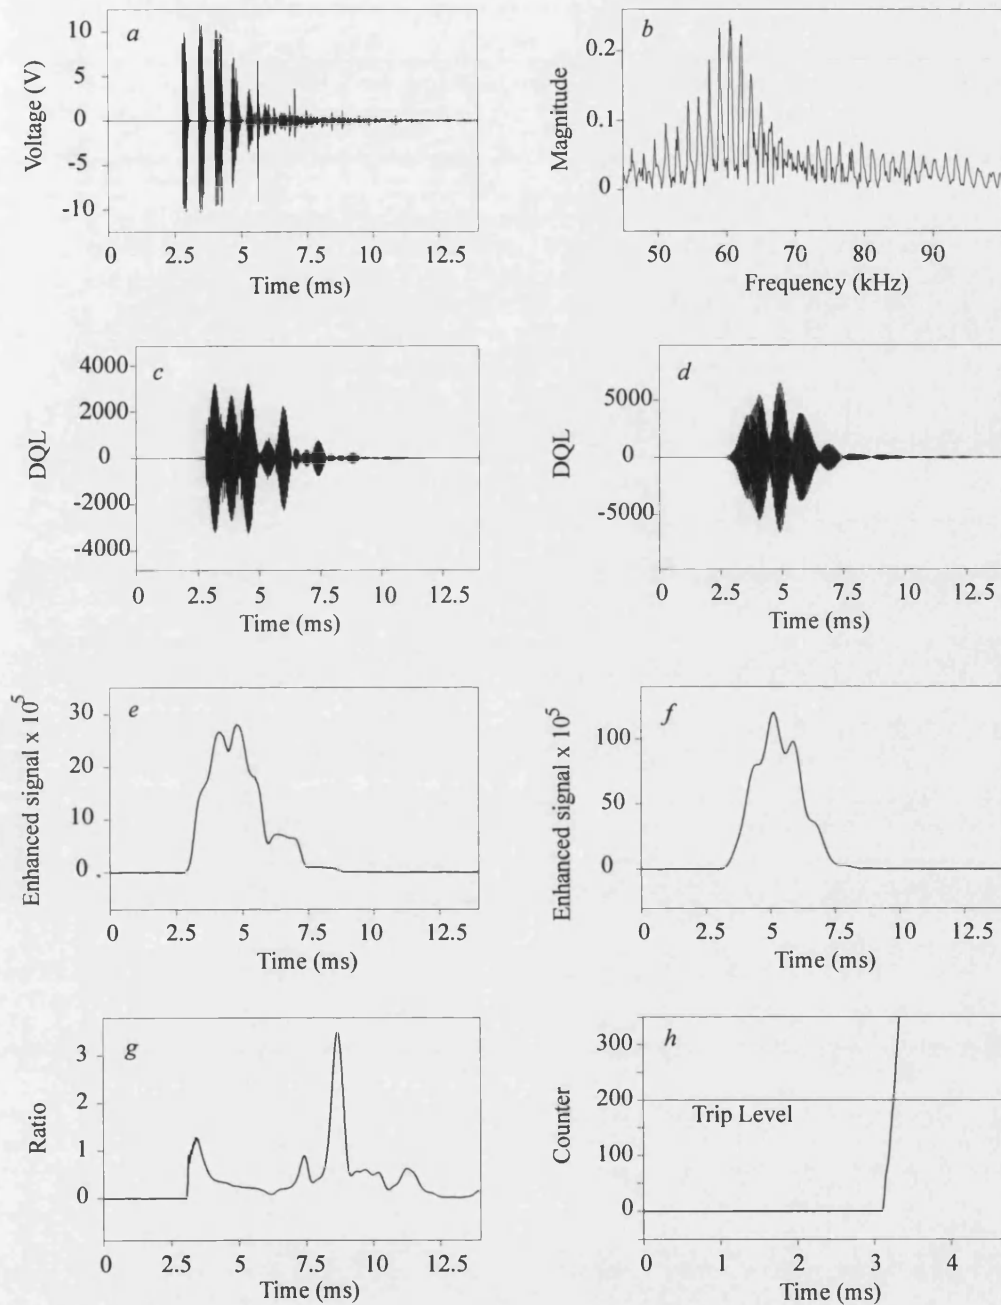 a
Voltage (V)
10
5
0
-5
-10
0 2.5 5 7.5 10 12.5
Time (ms)
b
Magnitude
0.2
0.1
0
50 60 70 80 90
Frequency (kHz)
c
DQL
4000
2000
0
-2000
-4000
0 2.5 5 7.5 10 12.5
Time (ms)
d
DQL
5000
0
-5000
0 2.5 5 7.5 10 12.5
Time (ms)
e
Enhanced signal x 10^5
30
20
10
0
0 2.5 5 7.5 10 12.5
Time (ms)
f
Enhanced signal x 10^5
100
50
0
0 2.5 5 7.5 10 12.5
Time (ms)
g
Ratio
3
2
1
0
0 2.5 5 7.5 10 12.5
Time (ms)
h
Counter
300
200
100
0
Trip Level
0 1 2 3 4
Time (ms)